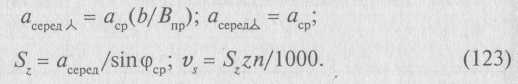 a_серед⅄ = a_ср(b/B_пр); a_серед⅄ = a_ср;
S_z = a_серед/sinφ_ср; v_s = S_z zn/1000. (123)